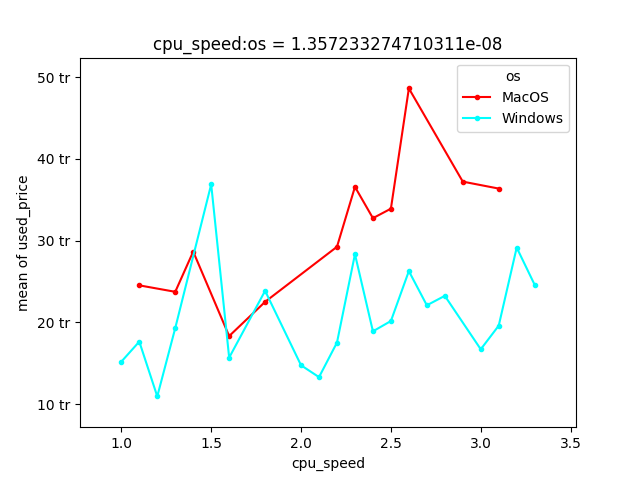 cpu_speed:os = 1.357233274710311e-08
50 tr
40 tr
30 tr
20 tr
10 tr
mean of used_price
os
MacOS
Windows
1.0 1.5 2.0 2.5 3.0 3.5
cpu_speed